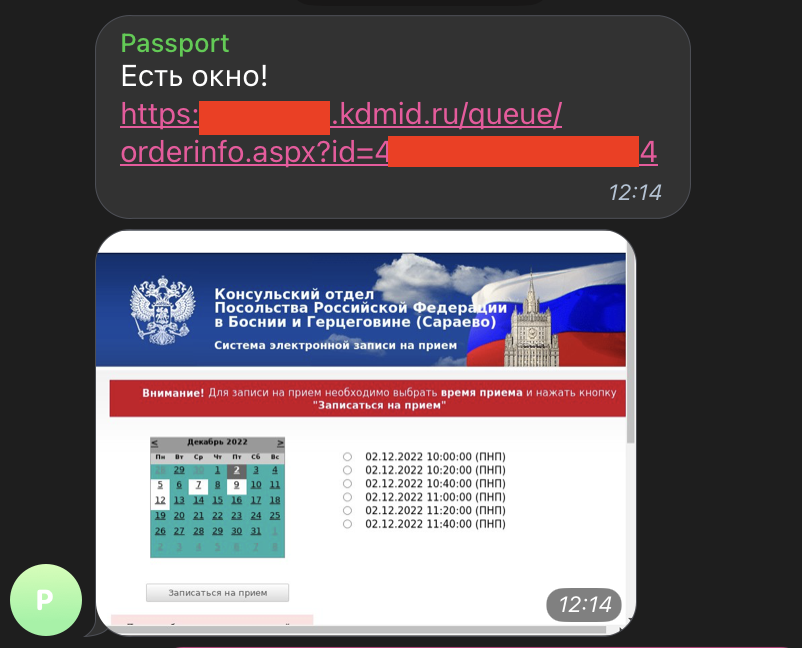 Passport
Есть окно!
https: .kdmid.ru/queue/
orderinfo.aspx?id=4 4
12:14
Консульский отдел
Посольства Российской Федерации
в Боснии и Герцеговине (Сараево)
Система электронной записи на прием
Внимание! Для записи на прием необходимо выбрать время приема и нажать кнопку
"Записаться на прием"
< Декабрь 2022 >
Пн Вт Ср Чт Пт Сб Вс
28 29 30 1 2 3 4
5 6 7 8 9 10 11
12 13 14 15 16 17 18
19 20 21 22 23 24 25
26 27 28 29 30 31 1
2 3 4 5 6 7 8
02.12.2022 10:00:00 (ПНП)
02.12.2022 10:20:00 (ПНП)
02.12.2022 10:40:00 (ПНП)
02.12.2022 11:00:00 (ПНП)
02.12.2022 11:20:00 (ПНП)
02.12.2022 11:40:00 (ПНП)
Записаться на прием
P
12:14